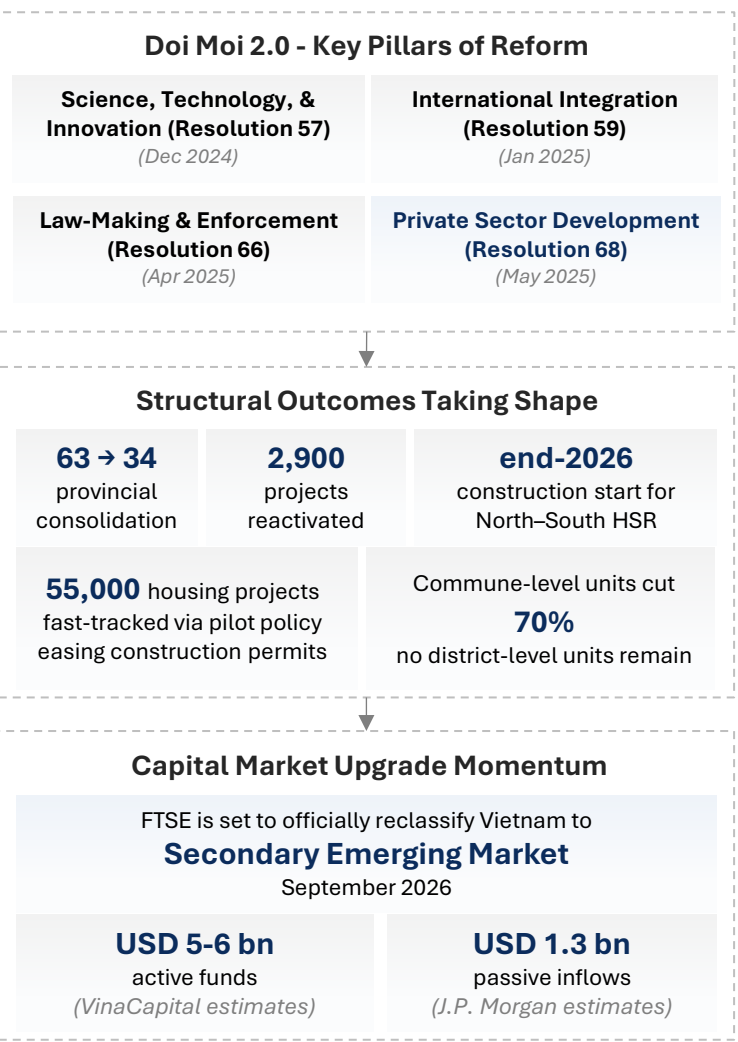 Doi Moi 2.0 - Key Pillars of Reform
Science, Technology, &
Innovation (Resolution 57)
(Dec 2024)
International Integration
(Resolution 59)
(Jan 2025)
Law-Making & Enforcement
(Resolution 66)
(Apr 2025)
Private Sector Development
(Resolution 68)
(May 2025)
Structural Outcomes Taking Shape
63 → 34
provincial
consolidation
2,900
projects
reactivated
end-2026
construction start for
North–South HSR
55,000 housing projects
fast-tracked via pilot policy
easing construction permits
Commune-level units cut
70%
no district-level units remain
Capital Market Upgrade Momentum
FTSE is set to officially reclassify Vietnam to
Secondary Emerging Market
September 2026
USD 5-6 bn
active funds
(VinaCapital estimates)
USD 1.3 bn
passive inflows
(J.P. Morgan estimates)